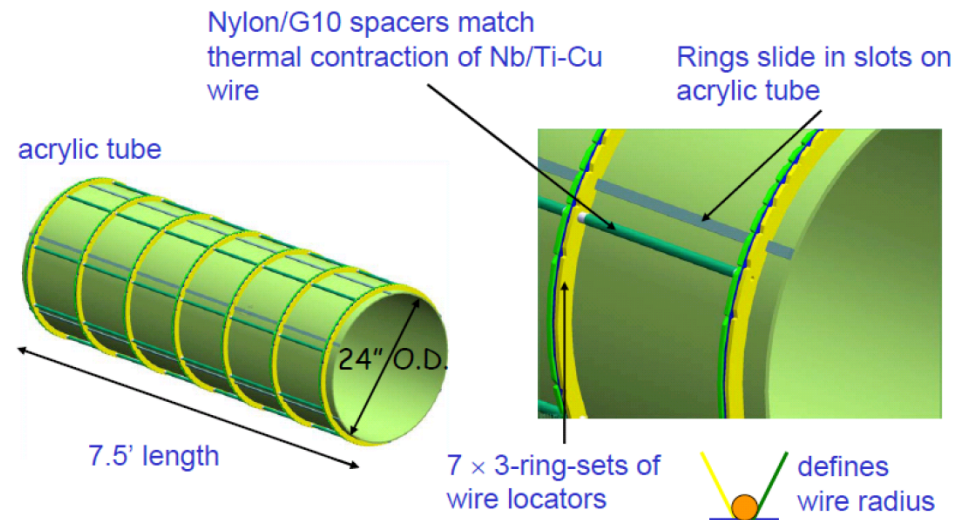 Nylon/G10 spacers match
thermal contraction of Nb/Ti-Cu
wire
Rings slide in slots on
acrylic tube
acrylic tube
24” O.D.
7.5’ length
7 × 3-ring-sets of
wire locators
defines
wire radius